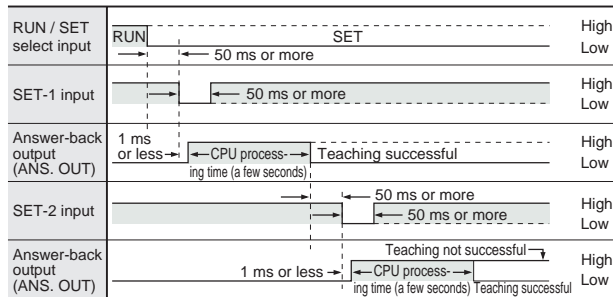 RUN / SET
select input
RUN
SET
High
Low
50 ms or more
SET-1 input
50 ms or more
High
Low
Answer-back
output
(ANS. OUT)
1 ms
or less
CPU process-
ing time (a few seconds)
Teaching successful
High
Low
50 ms or more
SET-2 input
50 ms or more
High
Low
Answer-back
output
(ANS. OUT)
Teaching not successful
1 ms or less
CPU process-
ing time (a few seconds)
Teaching successful
High
Low